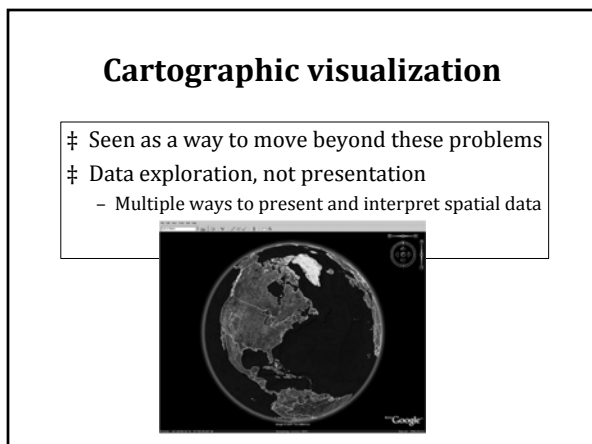 Cartographic visualization
‡ Seen as a way to move beyond these problems
‡ Data exploration, not presentation
– Multiple ways to present and interpret spatial data
Google